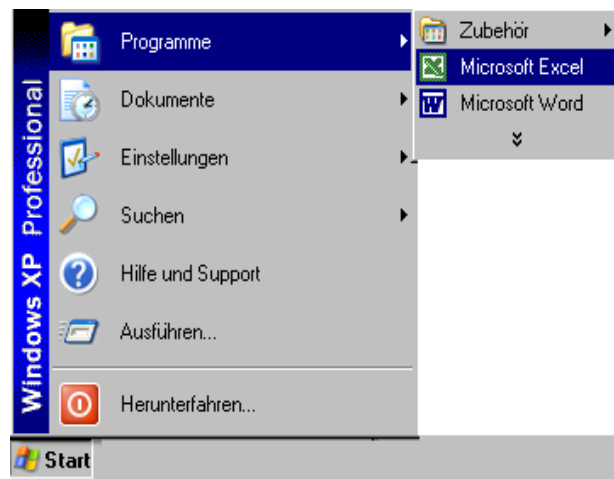 Windows XP Professional
Programme
Dokumente
Einstellungen
Suchen
Hilfe und Support
Ausführen...
Herunterfahren...
Start
Zubehör
Microsoft Excel
Microsoft Word